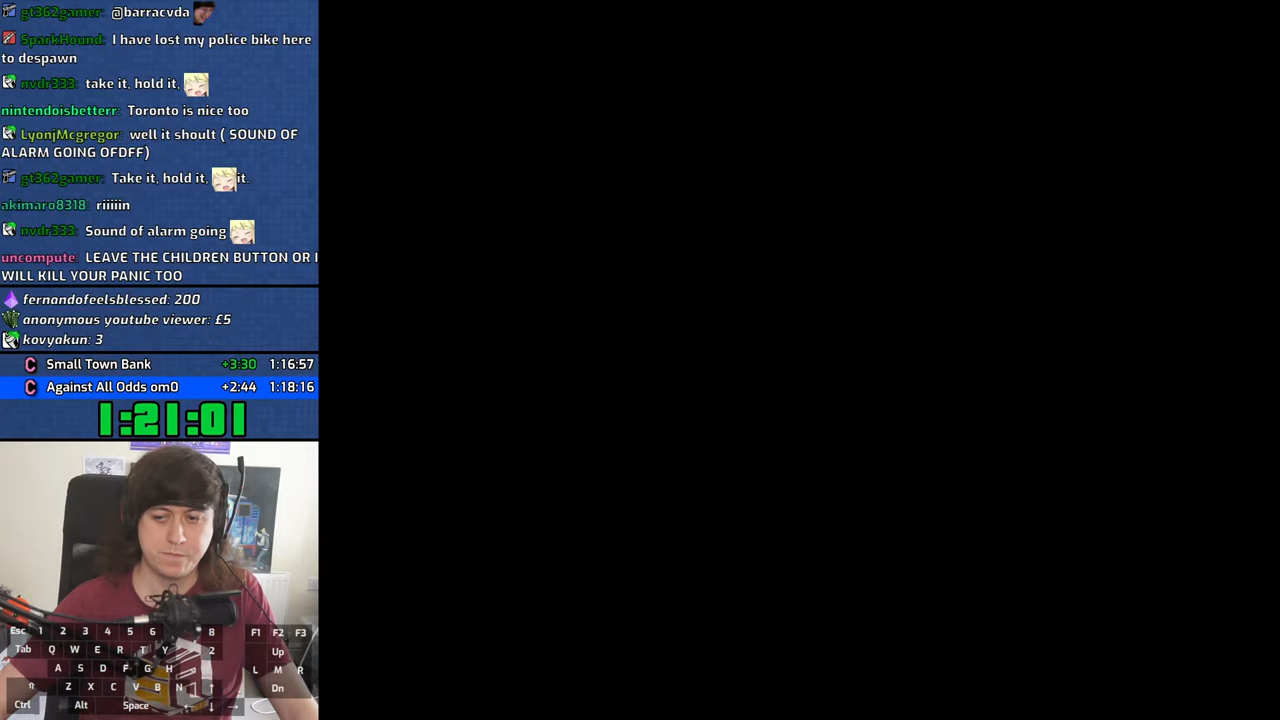 gt362gamer: @barracvda
SparkHound: I have lost my police bike here
to despawn
nvdr333: take it, hold it,
nintendoisbetterr: Toronto is nice too
LyonjMcgregor: well it shoult ( SOUND OF
ALARM GOING OFDFF)
gt362gamer: Take it, hold it, it.
akimaro8318: riiiiin
nvdr333: Sound of alarm going
uncompute: LEAVE THE CHILDREN BUTTON OR I
WILL KILL YOUR PANIC TOO
fernandofeelsblessed: 200
anonymous youtube viewer: £5
kovyakun: 3
Small Town Bank +3:30 1:16:57
Against All Odds om0 +2:44 1:18:16
1:21:01
Esc 1 2 3 4 5 6 8 F1 F2 F3
Tab Q W E R T Y 2 Up
A S D F G H L M R
⇧ Z X C V B N ↑ Dn
Ctrl Alt Space ← ↓ →